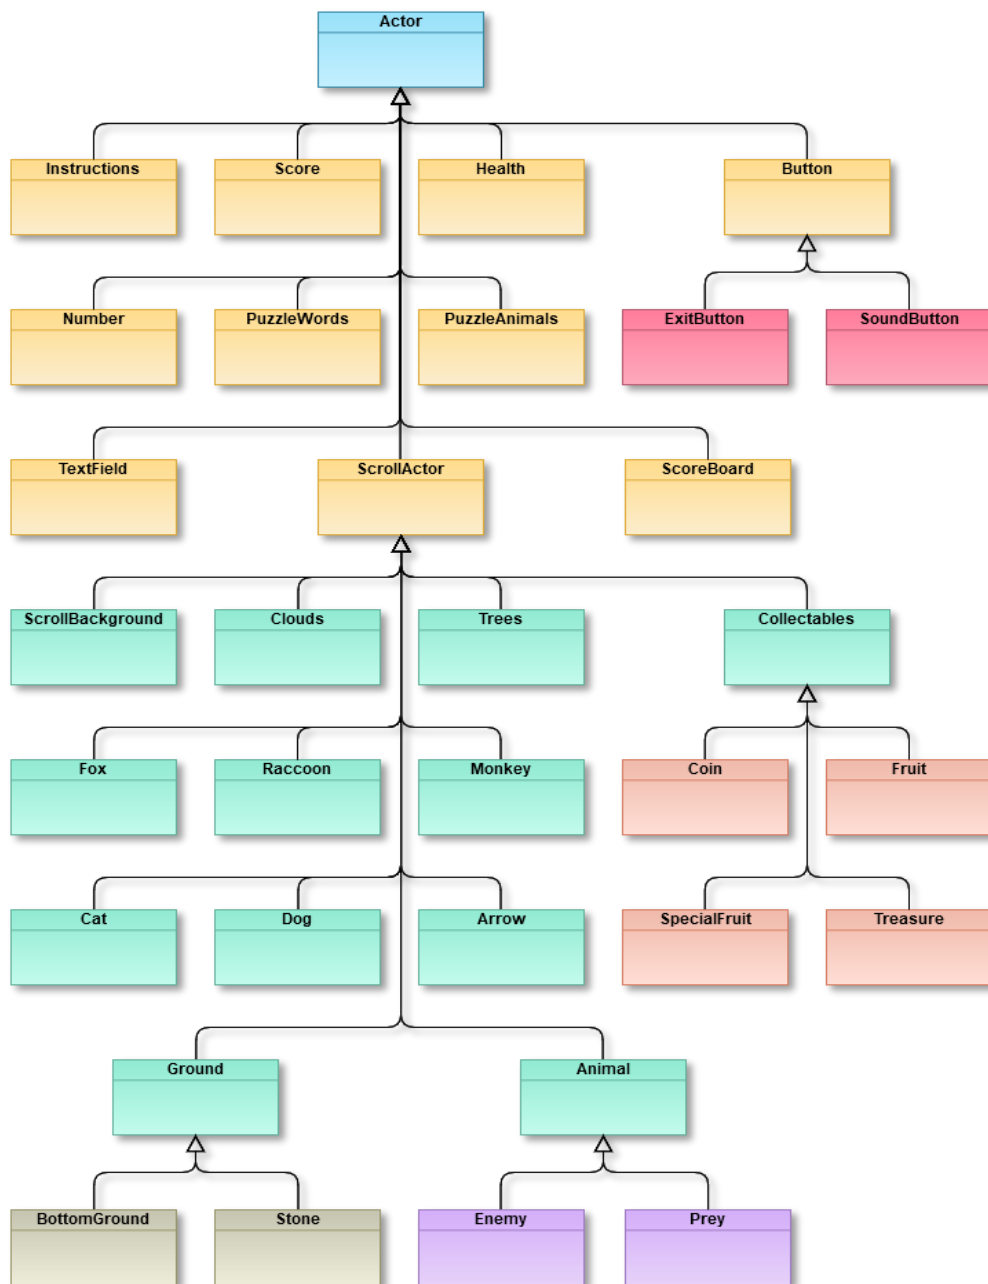 Actor
Instructions
Score
Health
Button
Number
PuzzleWords
PuzzleAnimals
ExitButton
SoundButton
TextField
ScrollActor
ScoreBoard
ScrollBackground
Clouds
Trees
Collectables
Fox
Raccoon
Monkey
Coin
Fruit
Cat
Dog
Arrow
SpecialFruit
Treasure
Ground
Animal
BottomGround
Stone
Enemy
Prey